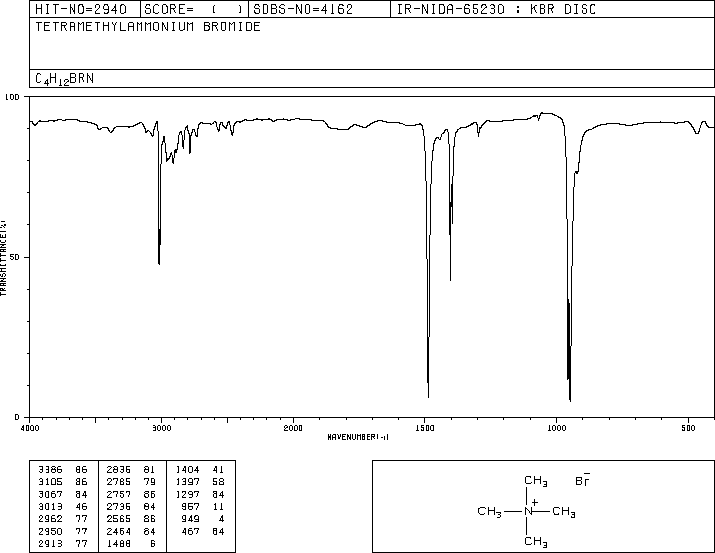 HIT-NO=2940 SCORE= ( ) SDBS-NO=4162 IR-NIDA-65230 : KBR DISC
TETRAMETHYLAMMONIUM BROMIDE
C4H12BRN
100
50
0
TRANSMITTANCE(%)
4000 3000 2000 1500 1000 500
WAVENUMBER(-1)
3386 86 2836 81 1404 41
3105 86 2785 79 1397 58
3067 84 2757 86 1297 84
3013 46 2736 84 957 11
2962 77 2565 86 949 4
2950 77 2464 84 467 84
2913 77 1488 6
CH3 Br−
CH3 N+ CH3
CH3